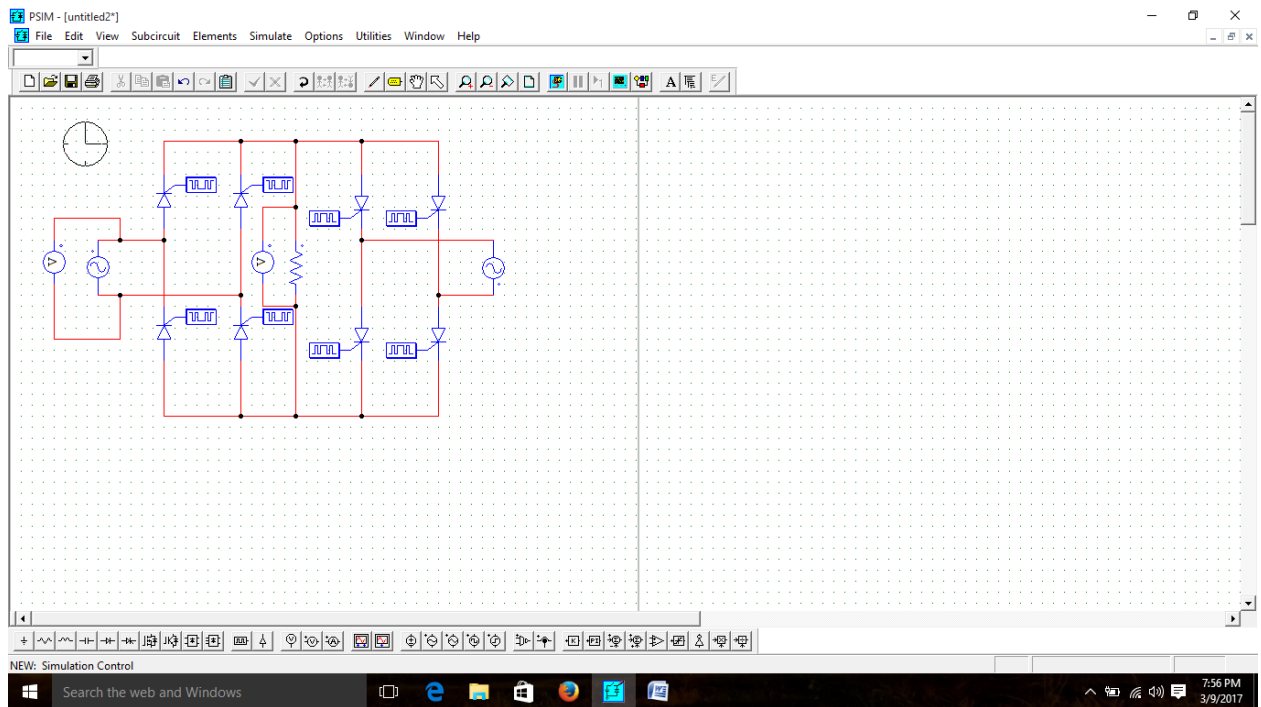 PSIM - [untitled2*]
File Edit View Subcircuit Elements Simulate Options Utilities Window Help
A
V
V
NEW: Simulation Control
Search the web and Windows
7:56 PM
3/9/2017